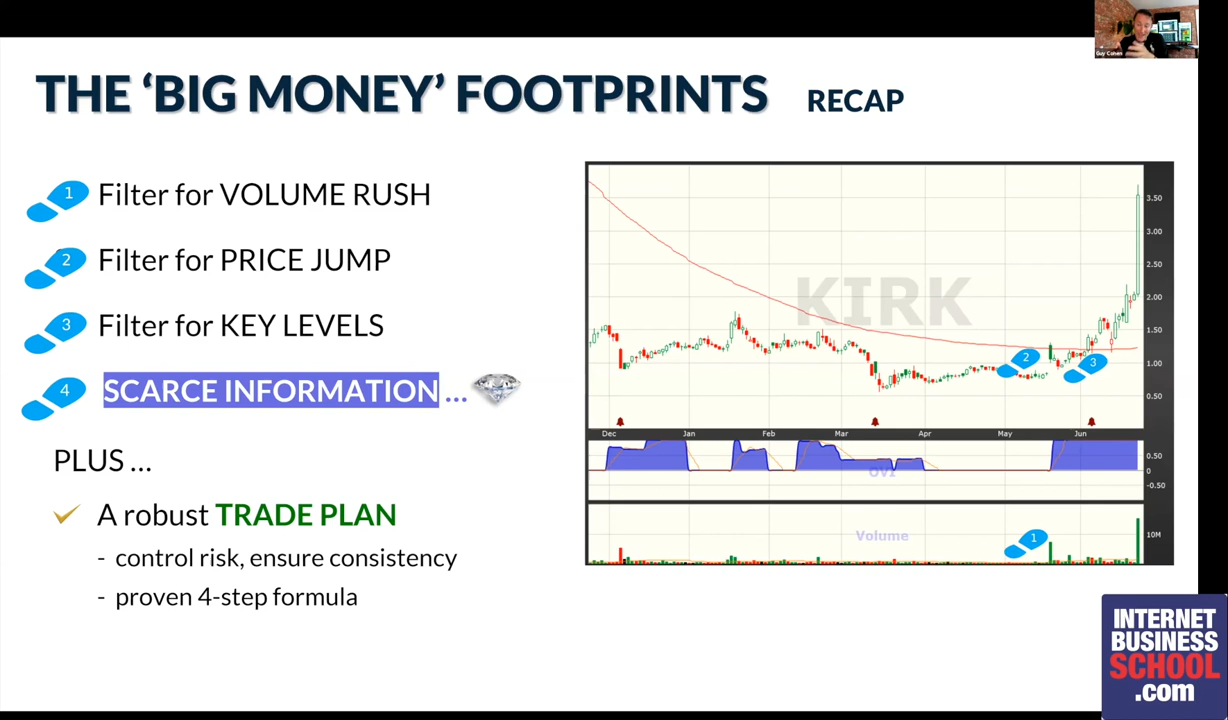 Guy Cohen
THE ‘BIG MONEY’ FOOTPRINTS RECAP
1 Filter for VOLUME RUSH
2 Filter for PRICE JUMP
3 Filter for KEY LEVELS
4 SCARCE INFORMATION ...
PLUS ...
A robust TRADE PLAN
- control risk, ensure consistency
- proven 4-step formula
KIRK
3.50
3.00
2.50
2.00
1.50
1.00
0.50
2
3
Dec Jan Feb Mar Apr May Jun
0.50
0
-0.50
OVI
Volume
1
10M
INTERNET
BUSINESS
SCHOOL
.com